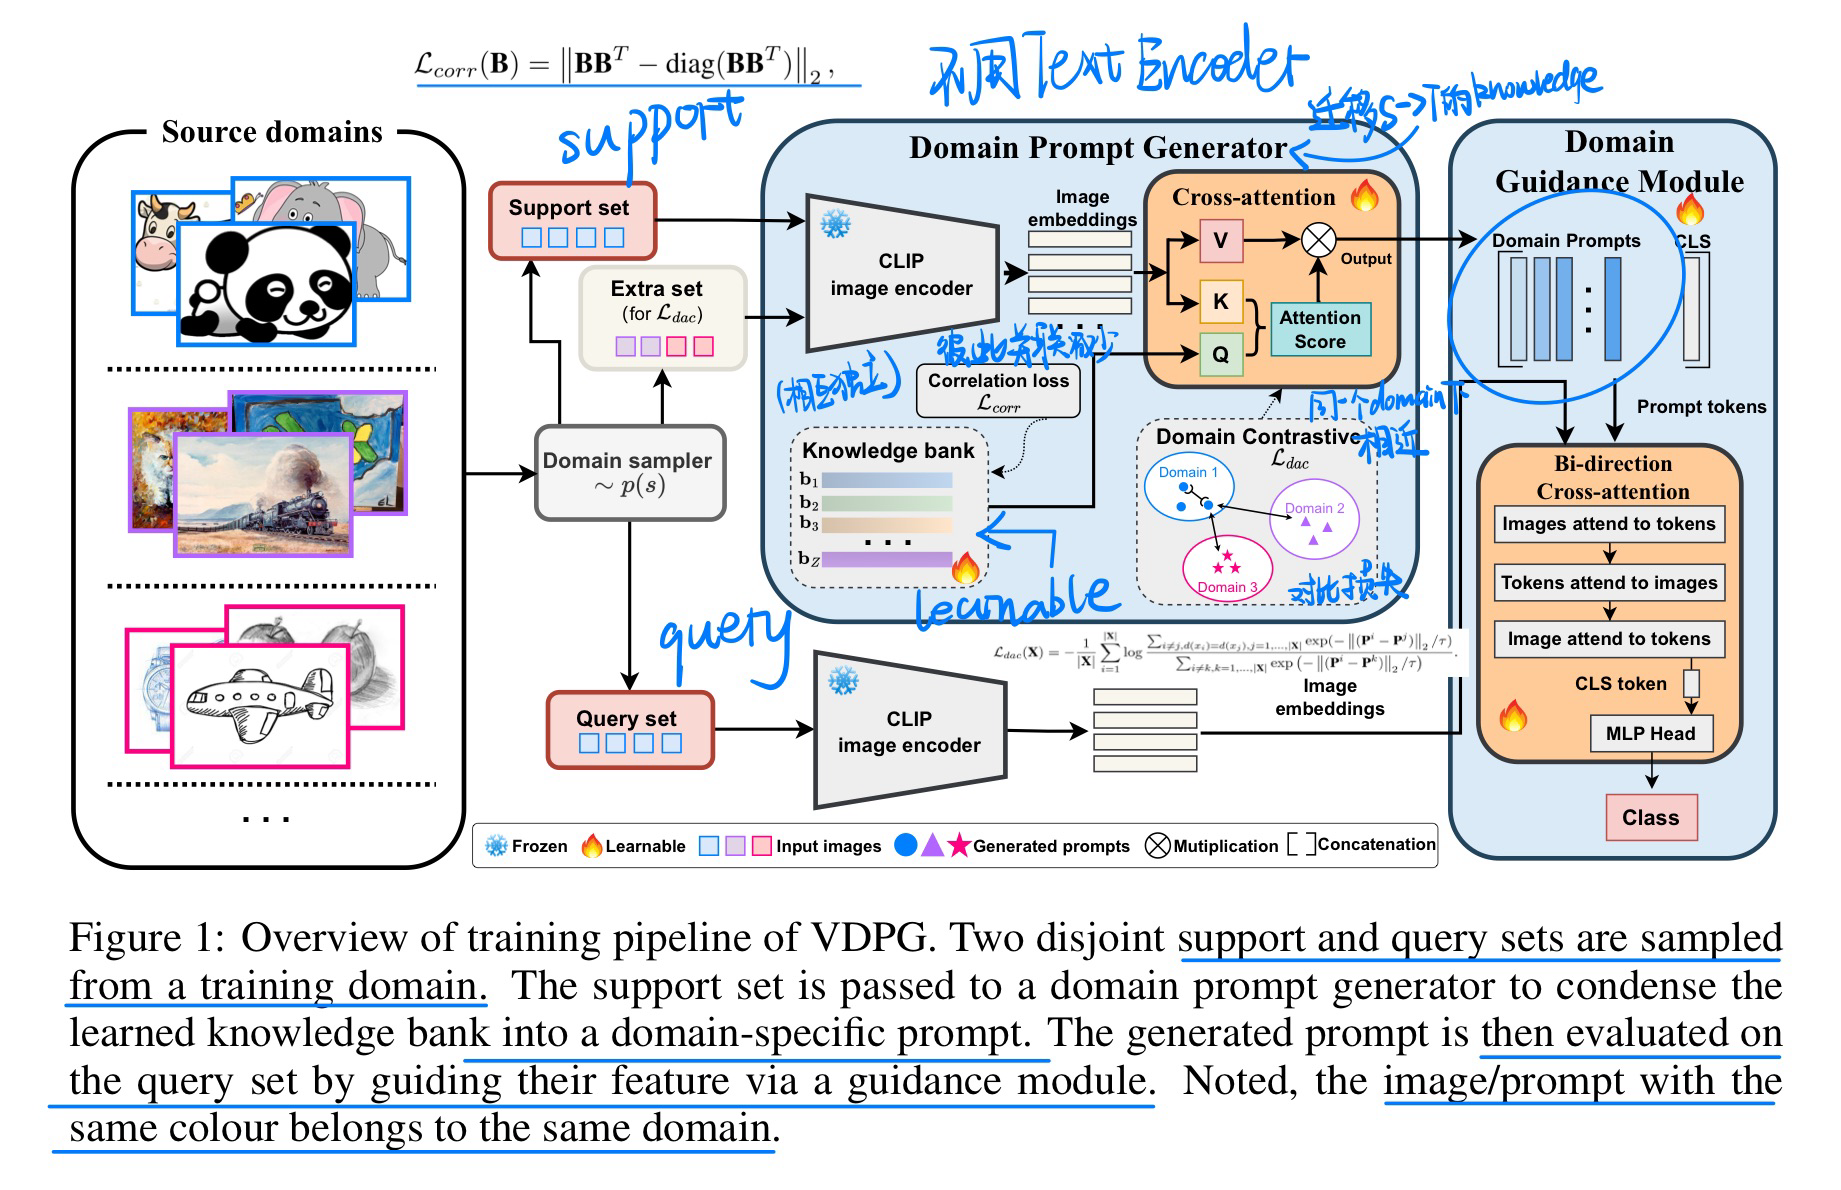 $\mathcal{L}_{corr}(\mathbf{B}) = \left\|\mathbf{B}\mathbf{B}^T - \mathrm{diag}(\mathbf{B}\mathbf{B}^T)\right\|_2,$
不用Text Encoder
迁移S->T的knowledge
support
Source domains
Domain Prompt Generator
Domain
Guidance Module
Support set
Extra set
(for $\mathcal{L}_{dac}$)
CLIP
image encoder
Image
embeddings
. . .
Cross-attention
V
K
Q
Output
Attention
Score
Domain Prompts
CLS
Prompt tokens
彼此关联减少
(相互独立)
Correlation loss
$\mathcal{L}_{corr}$
Knowledge bank
$\mathbf{b}_1$
$\mathbf{b}_2$
$\mathbf{b}_3$
. . .
$\mathbf{b}_Z$
learnable
同一个domain下
相近
Domain Contrastive
$\mathcal{L}_{dac}$
Domain 1
Domain 2
Domain 3
对比损失
Domain sampler
$\sim p(s)$
query
Query set
CLIP
image encoder
$\mathcal{L}_{dac}(\mathbf{X}) = -\frac{1}{|\mathbf{X}|}\sum_{i=1}^{|\mathbf{X}|}\log\frac{\sum_{i\neq j,d(x_i)=d(x_j),j=1,...,|\mathbf{X}|}\exp(-\|(\mathbf{P}^i-\mathbf{P}^j)\|_2/\tau)}{\sum_{i\neq k,k=1,...,|\mathbf{X}|}\exp(-\|(\mathbf{P}^i-\mathbf{P}^k)\|_2/\tau)}.$
Image
embeddings
Bi-direction
Cross-attention
Images attend to tokens
Tokens attend to images
Image attend to tokens
CLS token
MLP Head
Class
. . .
Frozen Learnable Input images Generated prompts Mutiplication [ ] Concatenation
Figure 1: Overview of training pipeline of VDPG. Two disjoint support and query sets are sampled
from a training domain. The support set is passed to a domain prompt generator to condense the
learned knowledge bank into a domain-specific prompt. The generated prompt is then evaluated on
the query set by guiding their feature via a guidance module. Noted, the image/prompt with the
same colour belongs to the same domain.